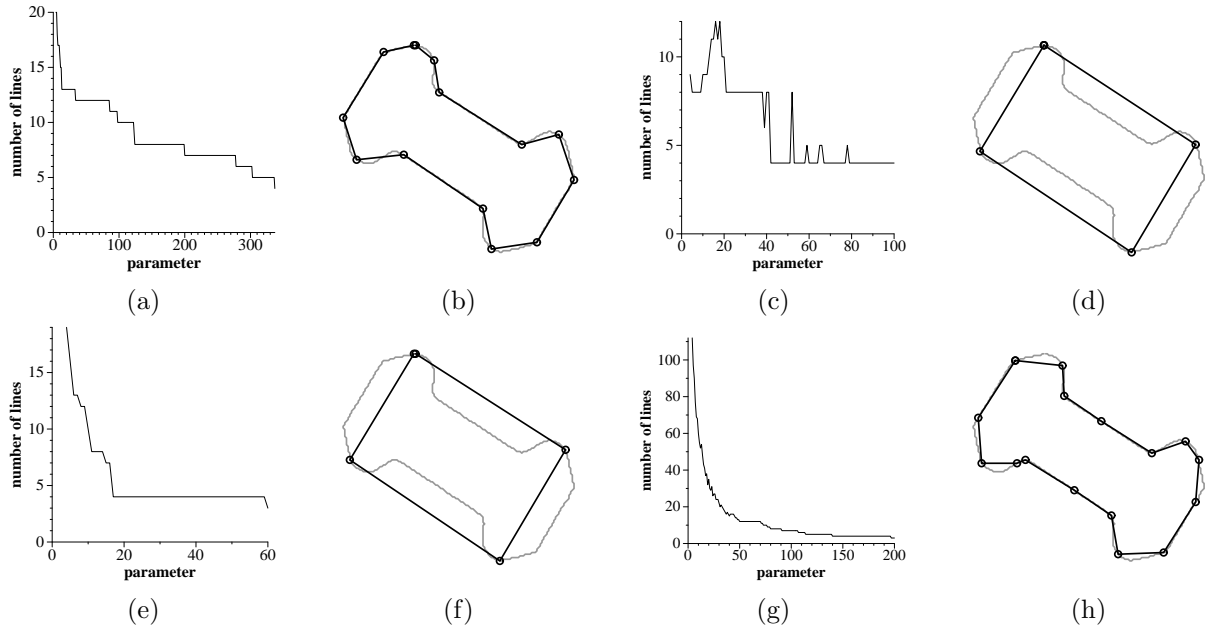 20
15
10
5
0
number of lines
0 100 200 300
parameter
(a)
(b)
10
5
0
number of lines
0 20 40 60 80 100
parameter
(c)
(d)
15
10
5
0
number of lines
0 20 40 60
parameter
(e)
(f)
100
80
60
40
20
0
number of lines
0 50 100 150 200
parameter
(g)
(h)